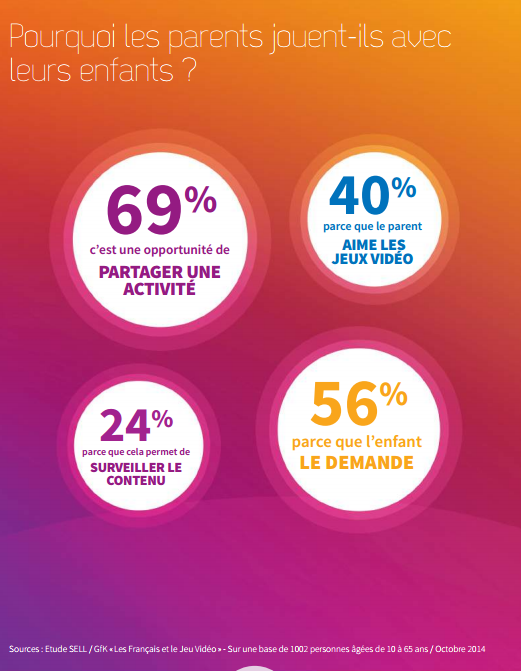 Pourquoi les parents jouent-ils avec
leurs enfants ?
69%
c'est une opportunité de
PARTAGER UNE
ACTIVITÉ
40%
parce que le parent
AIME LES
JEUX VIDÉO
24%
parce que cela permet de
SURVEILLER LE
CONTENU
56%
parce que l'enfant
LE DEMANDE
Sources : Etude SELL / GfK « Les Français et le Jeu Vidéo » - Sur une base de 1002 personnes âgées de 10 à 65 ans / Octobre 2014